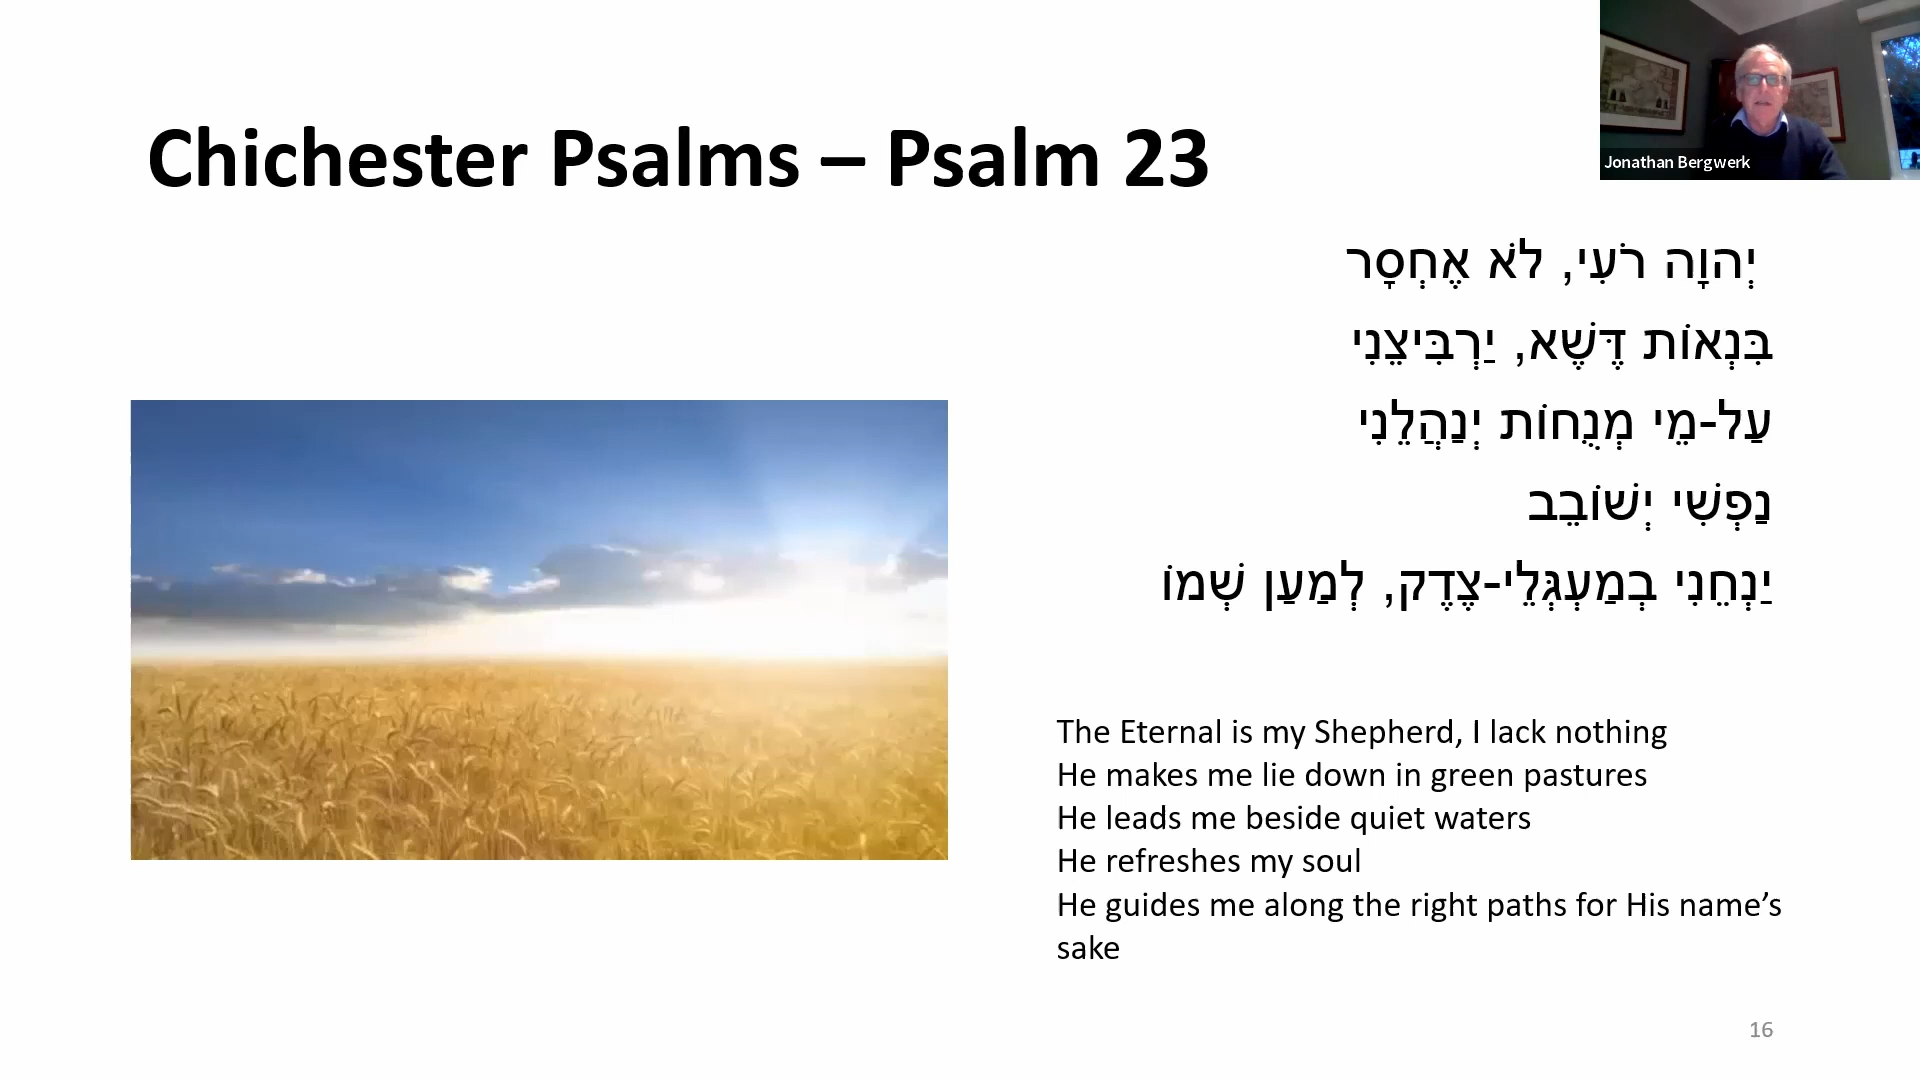 Chichester Psalms – Psalm 23
Jonathan Bergwerk
יְהוָה רֹעִי, לֹא אֶחְסָר
בִּנְאוֹת דֶּשֶׁא, יַרְבִּיצֵנִי
עַל-מֵי מְנֻחוֹת יְנַהֲלֵנִי
נַפְשִׁי יְשׁוֹבֵב
יַנְחֵנִי בְמַעְגְּלֵי-צֶדֶק, לְמַעַן שְׁמוֹ
The Eternal is my Shepherd, I lack nothing
He makes me lie down in green pastures
He leads me beside quiet waters
He refreshes my soul
He guides me along the right paths for His name’s
sake
16